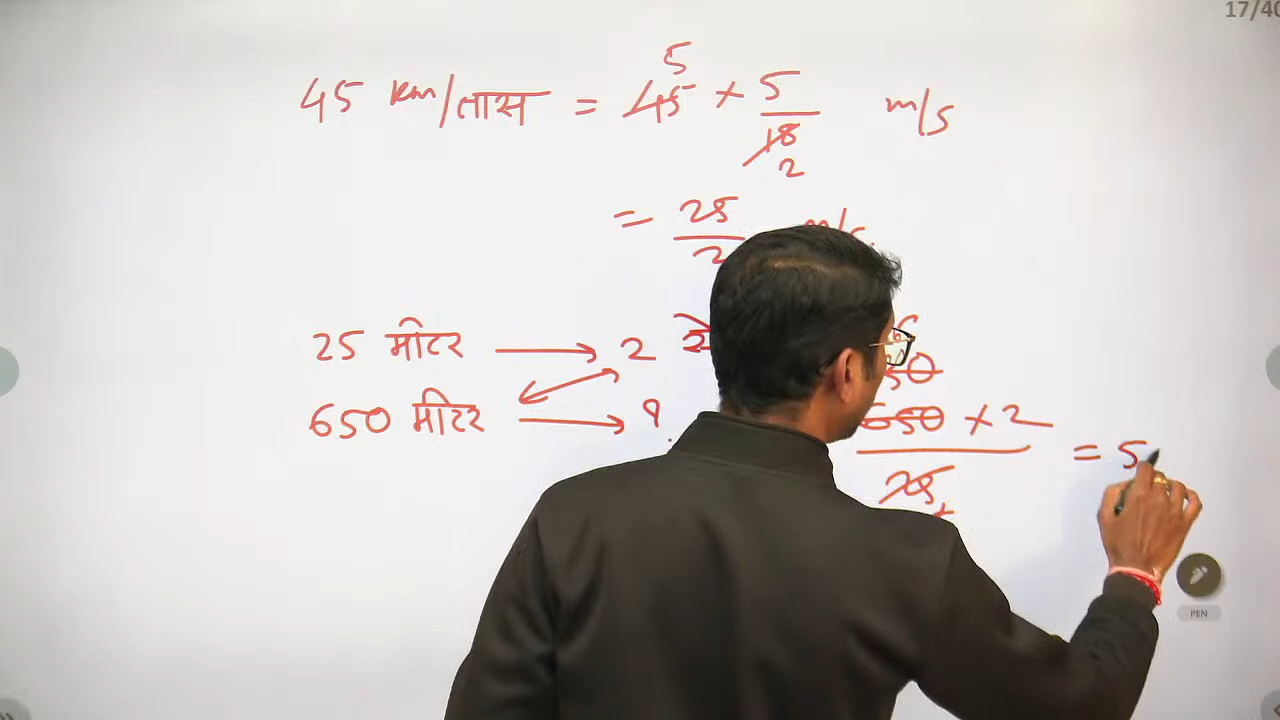 17/40
45 km/तास = 45 5 × 5/18 2 m/s
= 25/2 m/s
25 मीटर → 2
650 मीटर → ?
650 × 2 / 25 = 5
PEN